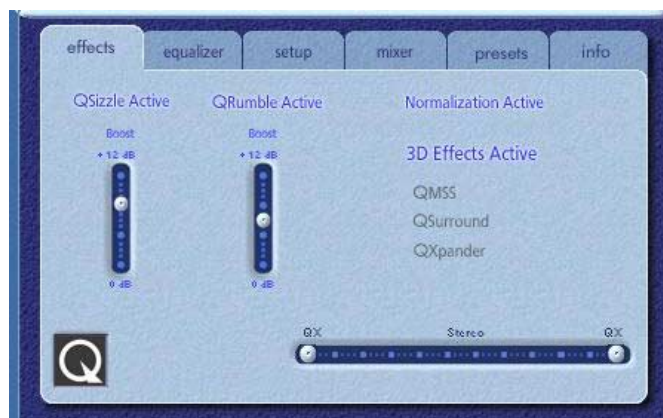 effects equalizer setup mixer presets info
QSizzle Active QRumble Active Normalization Active
Boost Boost
+ 12 dB + 12 dB
3D Effects Active
QMSS
QSurround
QXpander
0 dB 0 dB
QX Stereo QX
Q